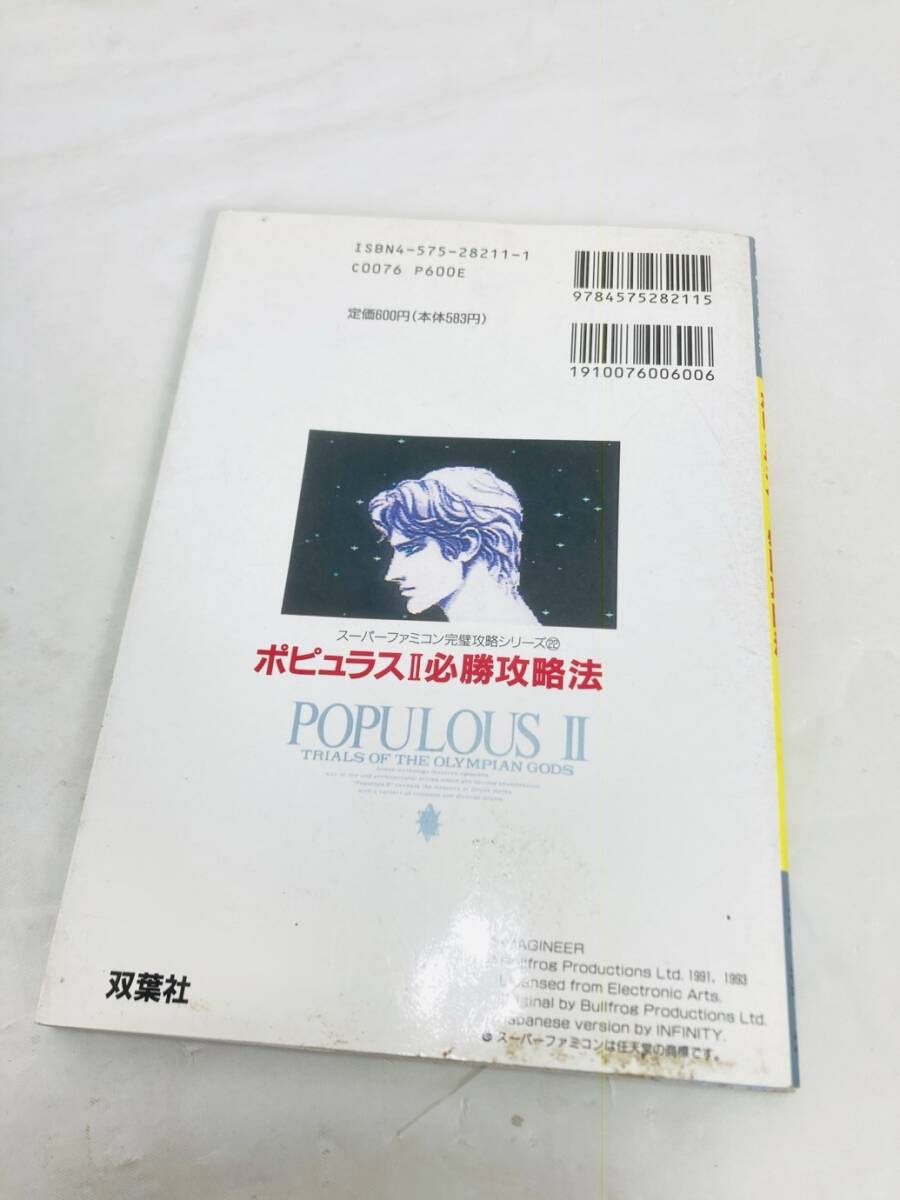 ISBN4-575-28211-1
C0076 P600E
定価600円(本体583円)
9784575282115
1910076006006
スーパーファミコン完璧攻略シリーズ㉒
ポピュラスⅡ必勝攻略法
POPULOUS Ⅱ
TRIALS OF THE OLYMPIAN GODS
双葉社
IMAGINEER
Bullfrog Productions Ltd. 1991, 1993
Licensed from Electronic Arts.
Original by Bullfrog Productions Ltd.
Japanese version by INFINITY.
スーパーファミコンは任天堂の商標です。